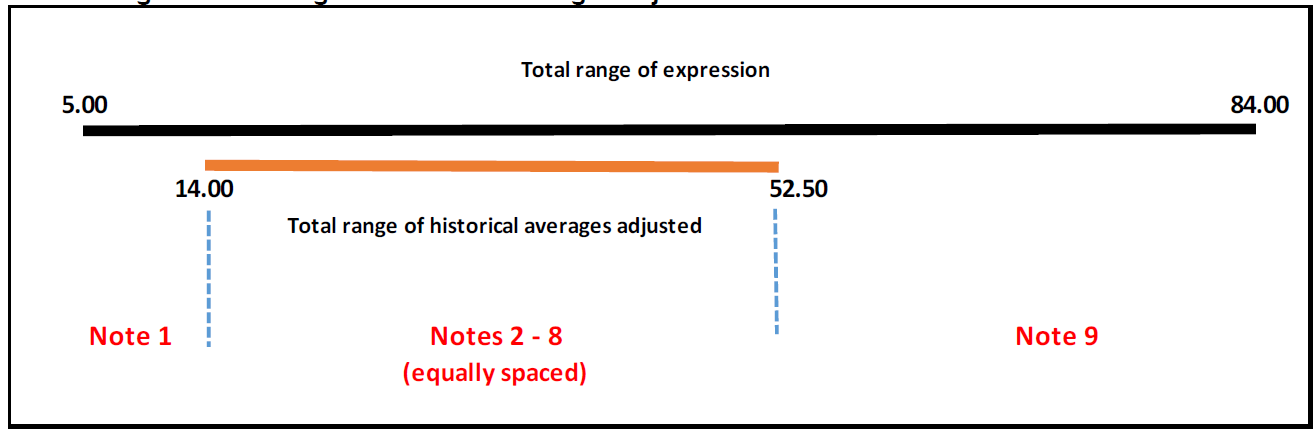 Total range of expression
5.00 84.00
14.00 52.50
Total range of historical averages adjusted
Note 1 Notes 2 - 8 Note 9
(equally spaced)